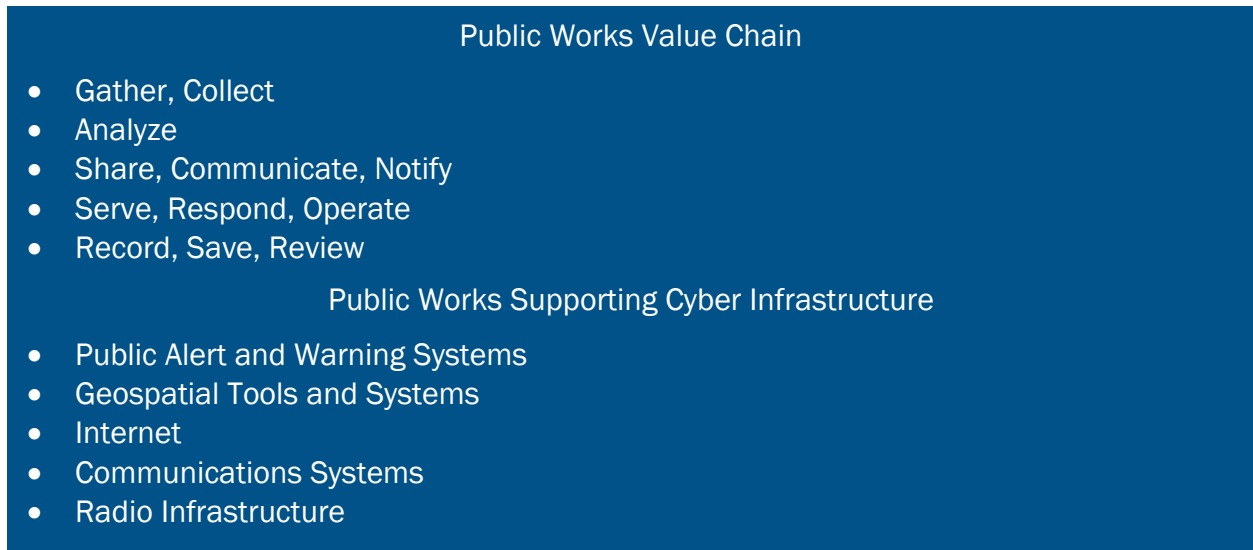 Public Works Value Chain
• Gather, Collect
• Analyze
• Share, Communicate, Notify
• Serve, Respond, Operate
• Record, Save, Review
Public Works Supporting Cyber Infrastructure
• Public Alert and Warning Systems
• Geospatial Tools and Systems
• Internet
• Communications Systems
• Radio Infrastructure